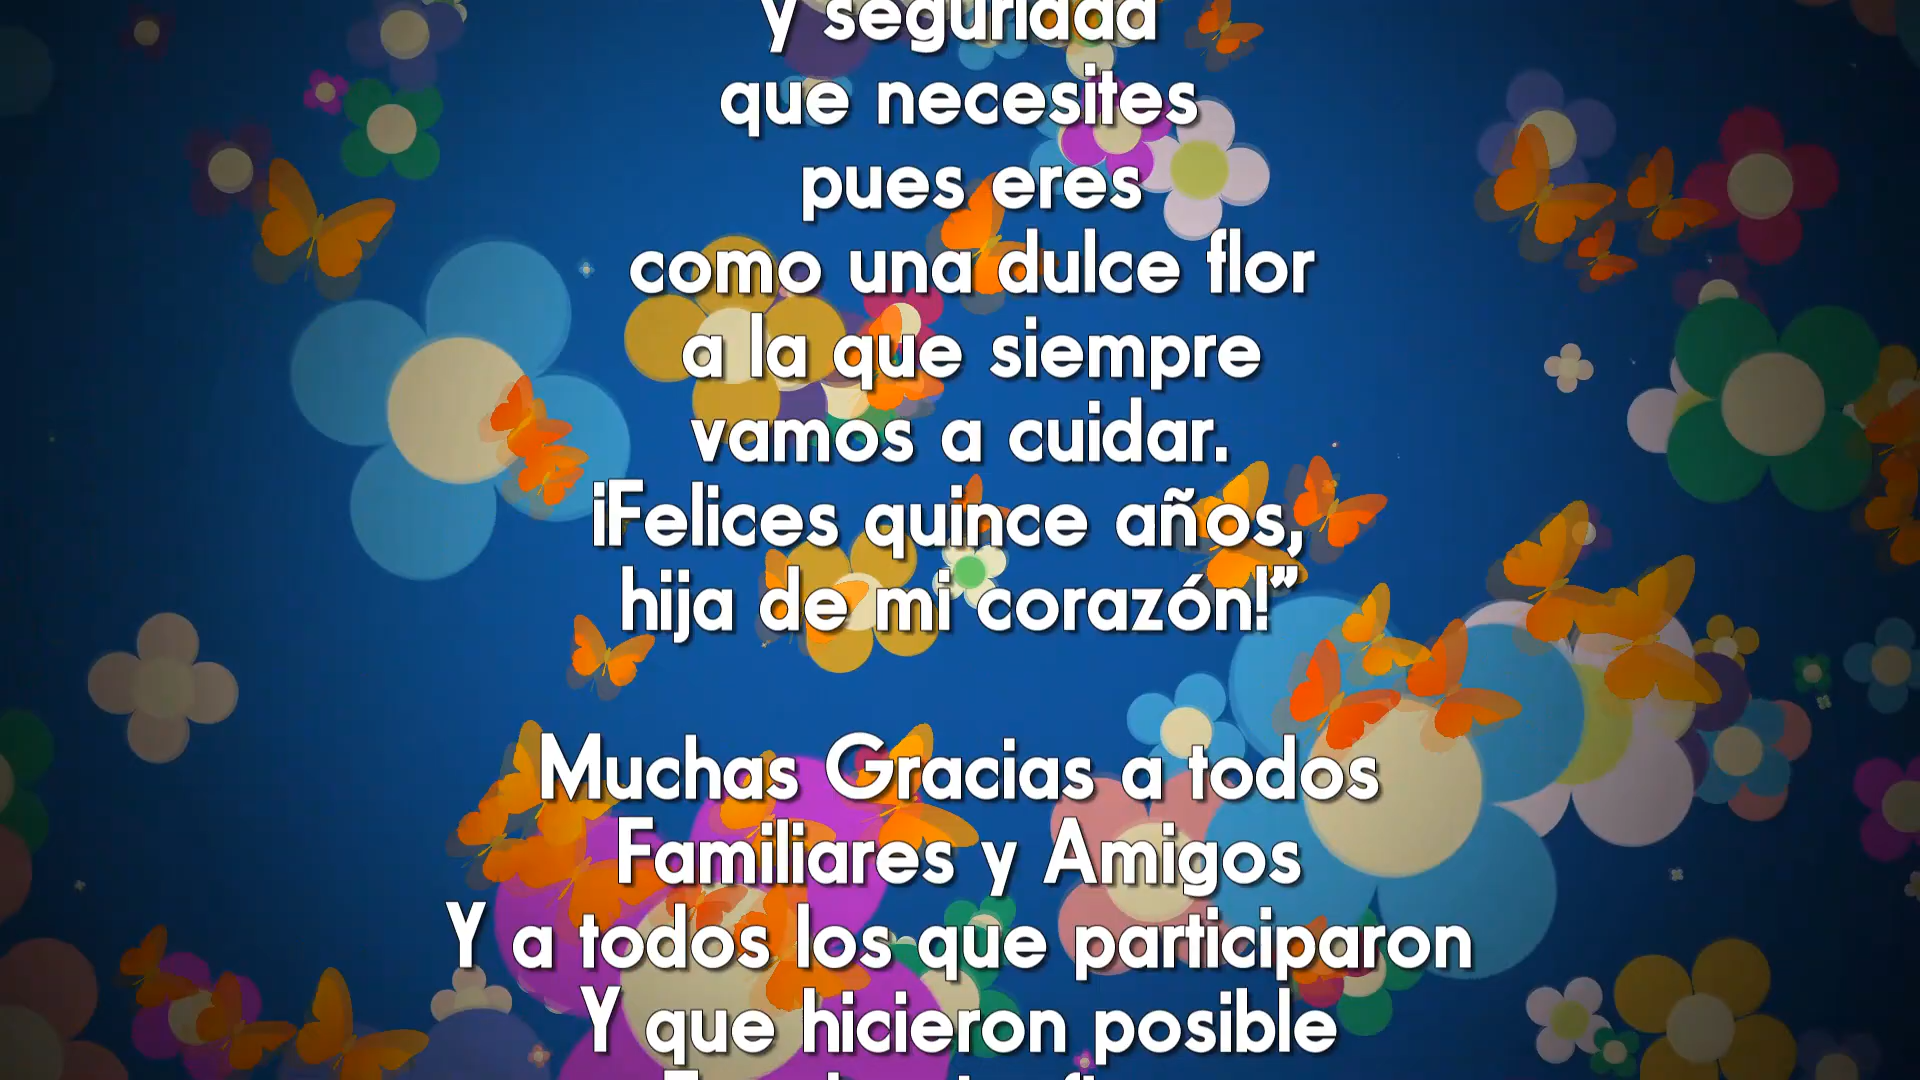 y seguridad
que necesites
pues eres
como una dulce flor
a la que siempre
vamos a cuidar.
¡Felices quince años,
hija de mi corazón!”
Muchas Gracias a todos
Familiares y Amigos
Y a todos los que participaron
Y que hicieron posible